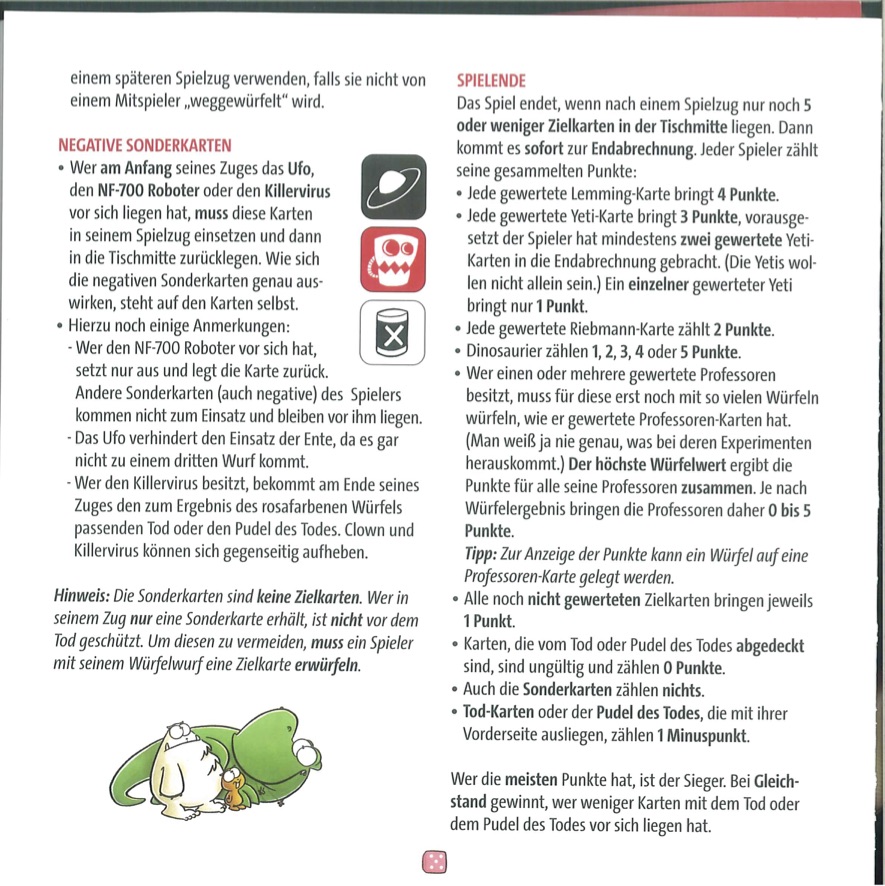 einem späteren Spielzug verwenden, falls sie nicht von
einem Mitspieler „weggewürfelt“ wird.
NEGATIVE SONDERKARTEN
• Wer am Anfang seines Zuges das Ufo,
den NF-700 Roboter oder den Killervirus
vor sich liegen hat, muss diese Karten
in seinem Spielzug einsetzen und dann
in die Tischmitte zurücklegen. Wie sich
die negativen Sonderkarten genau aus-
wirken, steht auf den Karten selbst.
• Hierzu noch einige Anmerkungen:
- Wer den NF-700 Roboter vor sich hat,
setzt nur aus und legt die Karte zurück.
Andere Sonderkarten (auch negative) des Spielers
kommen nicht zum Einsatz und bleiben vor ihm liegen.
- Das Ufo verhindert den Einsatz der Ente, da es gar
nicht zu einem dritten Wurf kommt.
- Wer den Killervirus besitzt, bekommt am Ende seines
Zuges den zum Ergebnis des rosafarbenen Würfels
passenden Tod oder den Pudel des Todes. Clown und
Killervirus können sich gegenseitig aufheben.
Hinweis: Die Sonderkarten sind keine Zielkarten. Wer in
seinem Zug nur eine Sonderkarte erhält, ist nicht vor dem
Tod geschützt. Um diesen zu vermeiden, muss ein Spieler
mit seinem Würfelwurf eine Zielkarte erwürfeln.
SPIELENDE
Das Spiel endet, wenn nach einem Spielzug nur noch 5
oder weniger Zielkarten in der Tischmitte liegen. Dann
kommt es sofort zur Endabrechnung. Jeder Spieler zählt
seine gesammelten Punkte:
• Jede gewertete Lemming-Karte bringt 4 Punkte.
• Jede gewertete Yeti-Karte bringt 3 Punkte, vorausge-
setzt der Spieler hat mindestens zwei gewertete Yeti-
Karten in die Endabrechnung gebracht. (Die Yetis wol-
len nicht allein sein.) Ein einzelner gewerteter Yeti
bringt nur 1 Punkt.
• Jede gewertete Riebmann-Karte zählt 2 Punkte.
• Dinosaurier zählen 1, 2, 3, 4 oder 5 Punkte.
• Wer einen oder mehrere gewertete Professoren
besitzt, muss für diese erst noch mit so vielen Würfeln
würfeln, wie er gewertete Professoren-Karten hat.
(Man weiß ja nie genau, was bei deren Experimenten
herauskommt.) Der höchste Würfelwert ergibt die
Punkte für alle seine Professoren zusammen. Je nach
Würfelergebnis bringen die Professoren daher 0 bis 5
Punkte.
Tipp: Zur Anzeige der Punkte kann ein Würfel auf eine
Professoren-Karte gelegt werden.
• Alle noch nicht gewerteten Zielkarten bringen jeweils
1 Punkt.
• Karten, die vom Tod oder Pudel des Todes abgedeckt
sind, sind ungültig und zählen 0 Punkte.
• Auch die Sonderkarten zählen nichts.
• Tod-Karten oder der Pudel des Todes, die mit ihrer
Vorderseite ausliegen, zählen 1 Minuspunkt.
Wer die meisten Punkte hat, ist der Sieger. Bei Gleich-
stand gewinnt, wer weniger Karten mit dem Tod oder
dem Pudel des Todes vor sich liegen hat.